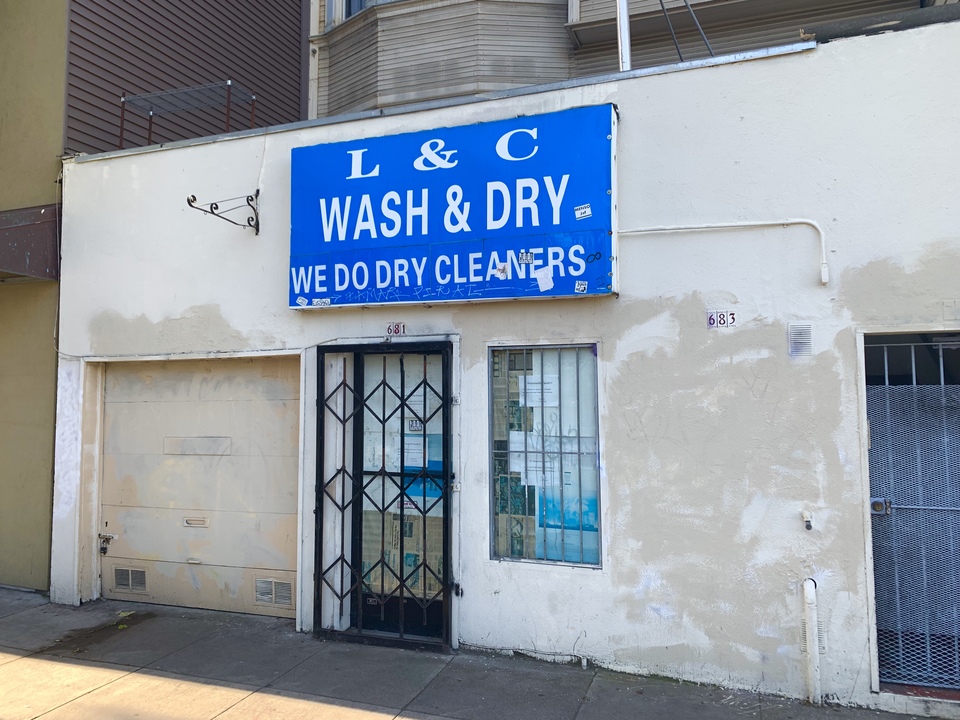 L & C
WASH & DRY
WE DO DRY CLEANERS
681
683